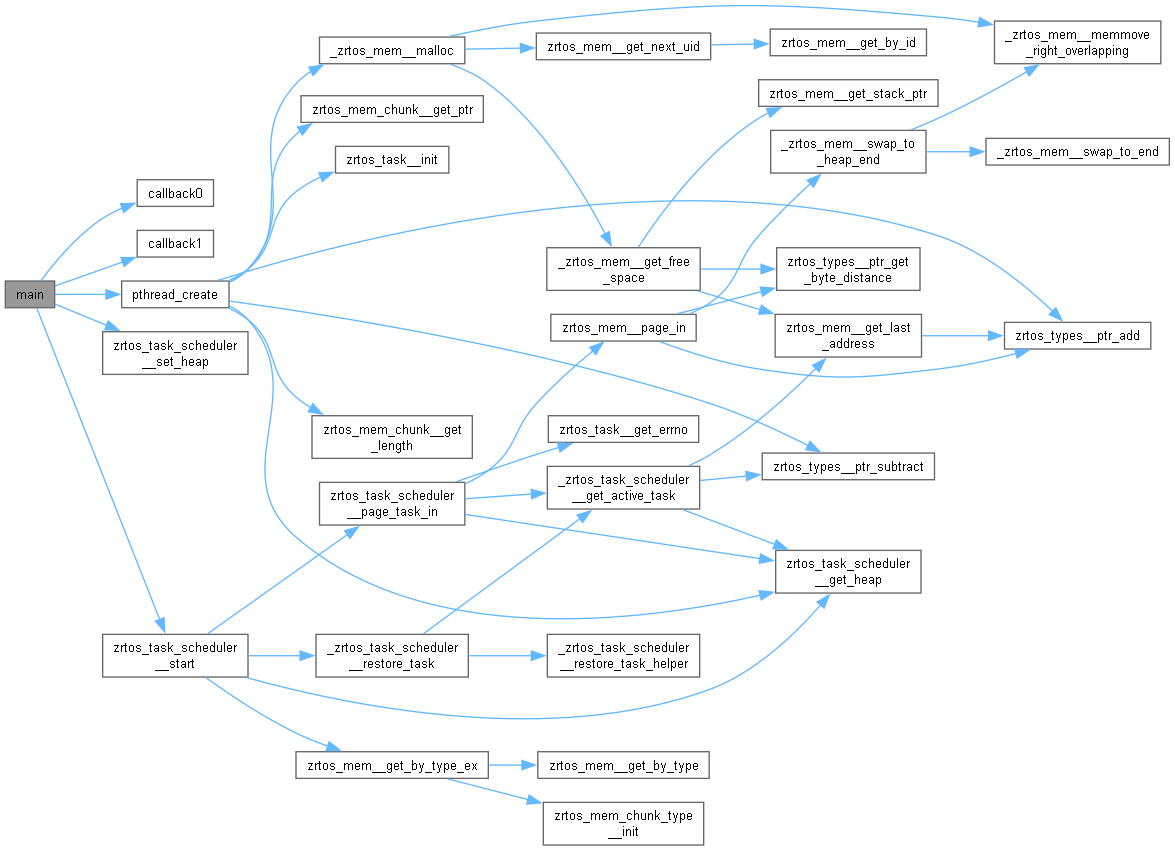 main
callback0
callback1
pthread_create
zrtos_task_scheduler
__set_heap
zrtos_task_scheduler
__start
_zrtos_mem__malloc
zrtos_mem_chunk__get_ptr
zrtos_task__init
zrtos_mem_chunk__get
_length
zrtos_task_scheduler
__page_task_in
_zrtos_task_scheduler
__restore_task
zrtos_mem__get_by_type_ex
zrtos_mem__get_next_uid
_zrtos_mem__get_free
_space
zrtos_mem__page_in
zrtos_task__get_errno
_zrtos_task_scheduler
__get_active_task
_zrtos_task_scheduler
__restore_task_helper
zrtos_mem__get_by_type
zrtos_mem_chunk_type
__init
zrtos_mem__get_by_id
zrtos_mem__get_stack_ptr
_zrtos_mem__swap_to
_heap_end
zrtos_types__ptr_get
_byte_distance
zrtos_mem__get_last
_address
zrtos_types__ptr_subtract
zrtos_task_scheduler
__get_heap
_zrtos_mem__memmove
_right_overlapping
_zrtos_mem__swap_to_end
zrtos_types__ptr_add